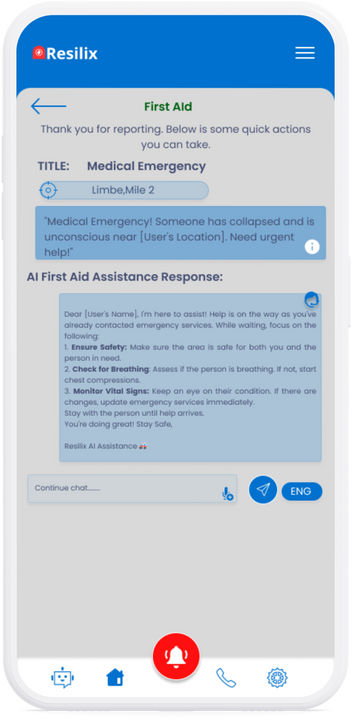 Resilix
First AId
Thank you for reporting. Below is some quick actions
you can take.
TITLE: Medical Emergency
Limbe,Mile 2
"Medical Emergency! Someone has collapsed and is
unconscious near [User's Location]. Need urgent
help!"
AI First Aid Assistance Response:
Dear [User's Name], I'm here to assist! Help is on the way as you've
already contacted emergency services. While waiting, focus on the
following:
1. Ensure Safety: Make sure the area is safe for both you and the
person in need.
2. Check for Breathing: Assess if the person is breathing. If not, start
chest compressions.
3. Monitor Vital Signs: Keep an eye on their condition. If there are
changes, update emergency services immediately.
Stay with the person until help arrives.
You're doing great! Stay Safe,
Resilix AI Assistance 🚑
Continue chat.......
ENG